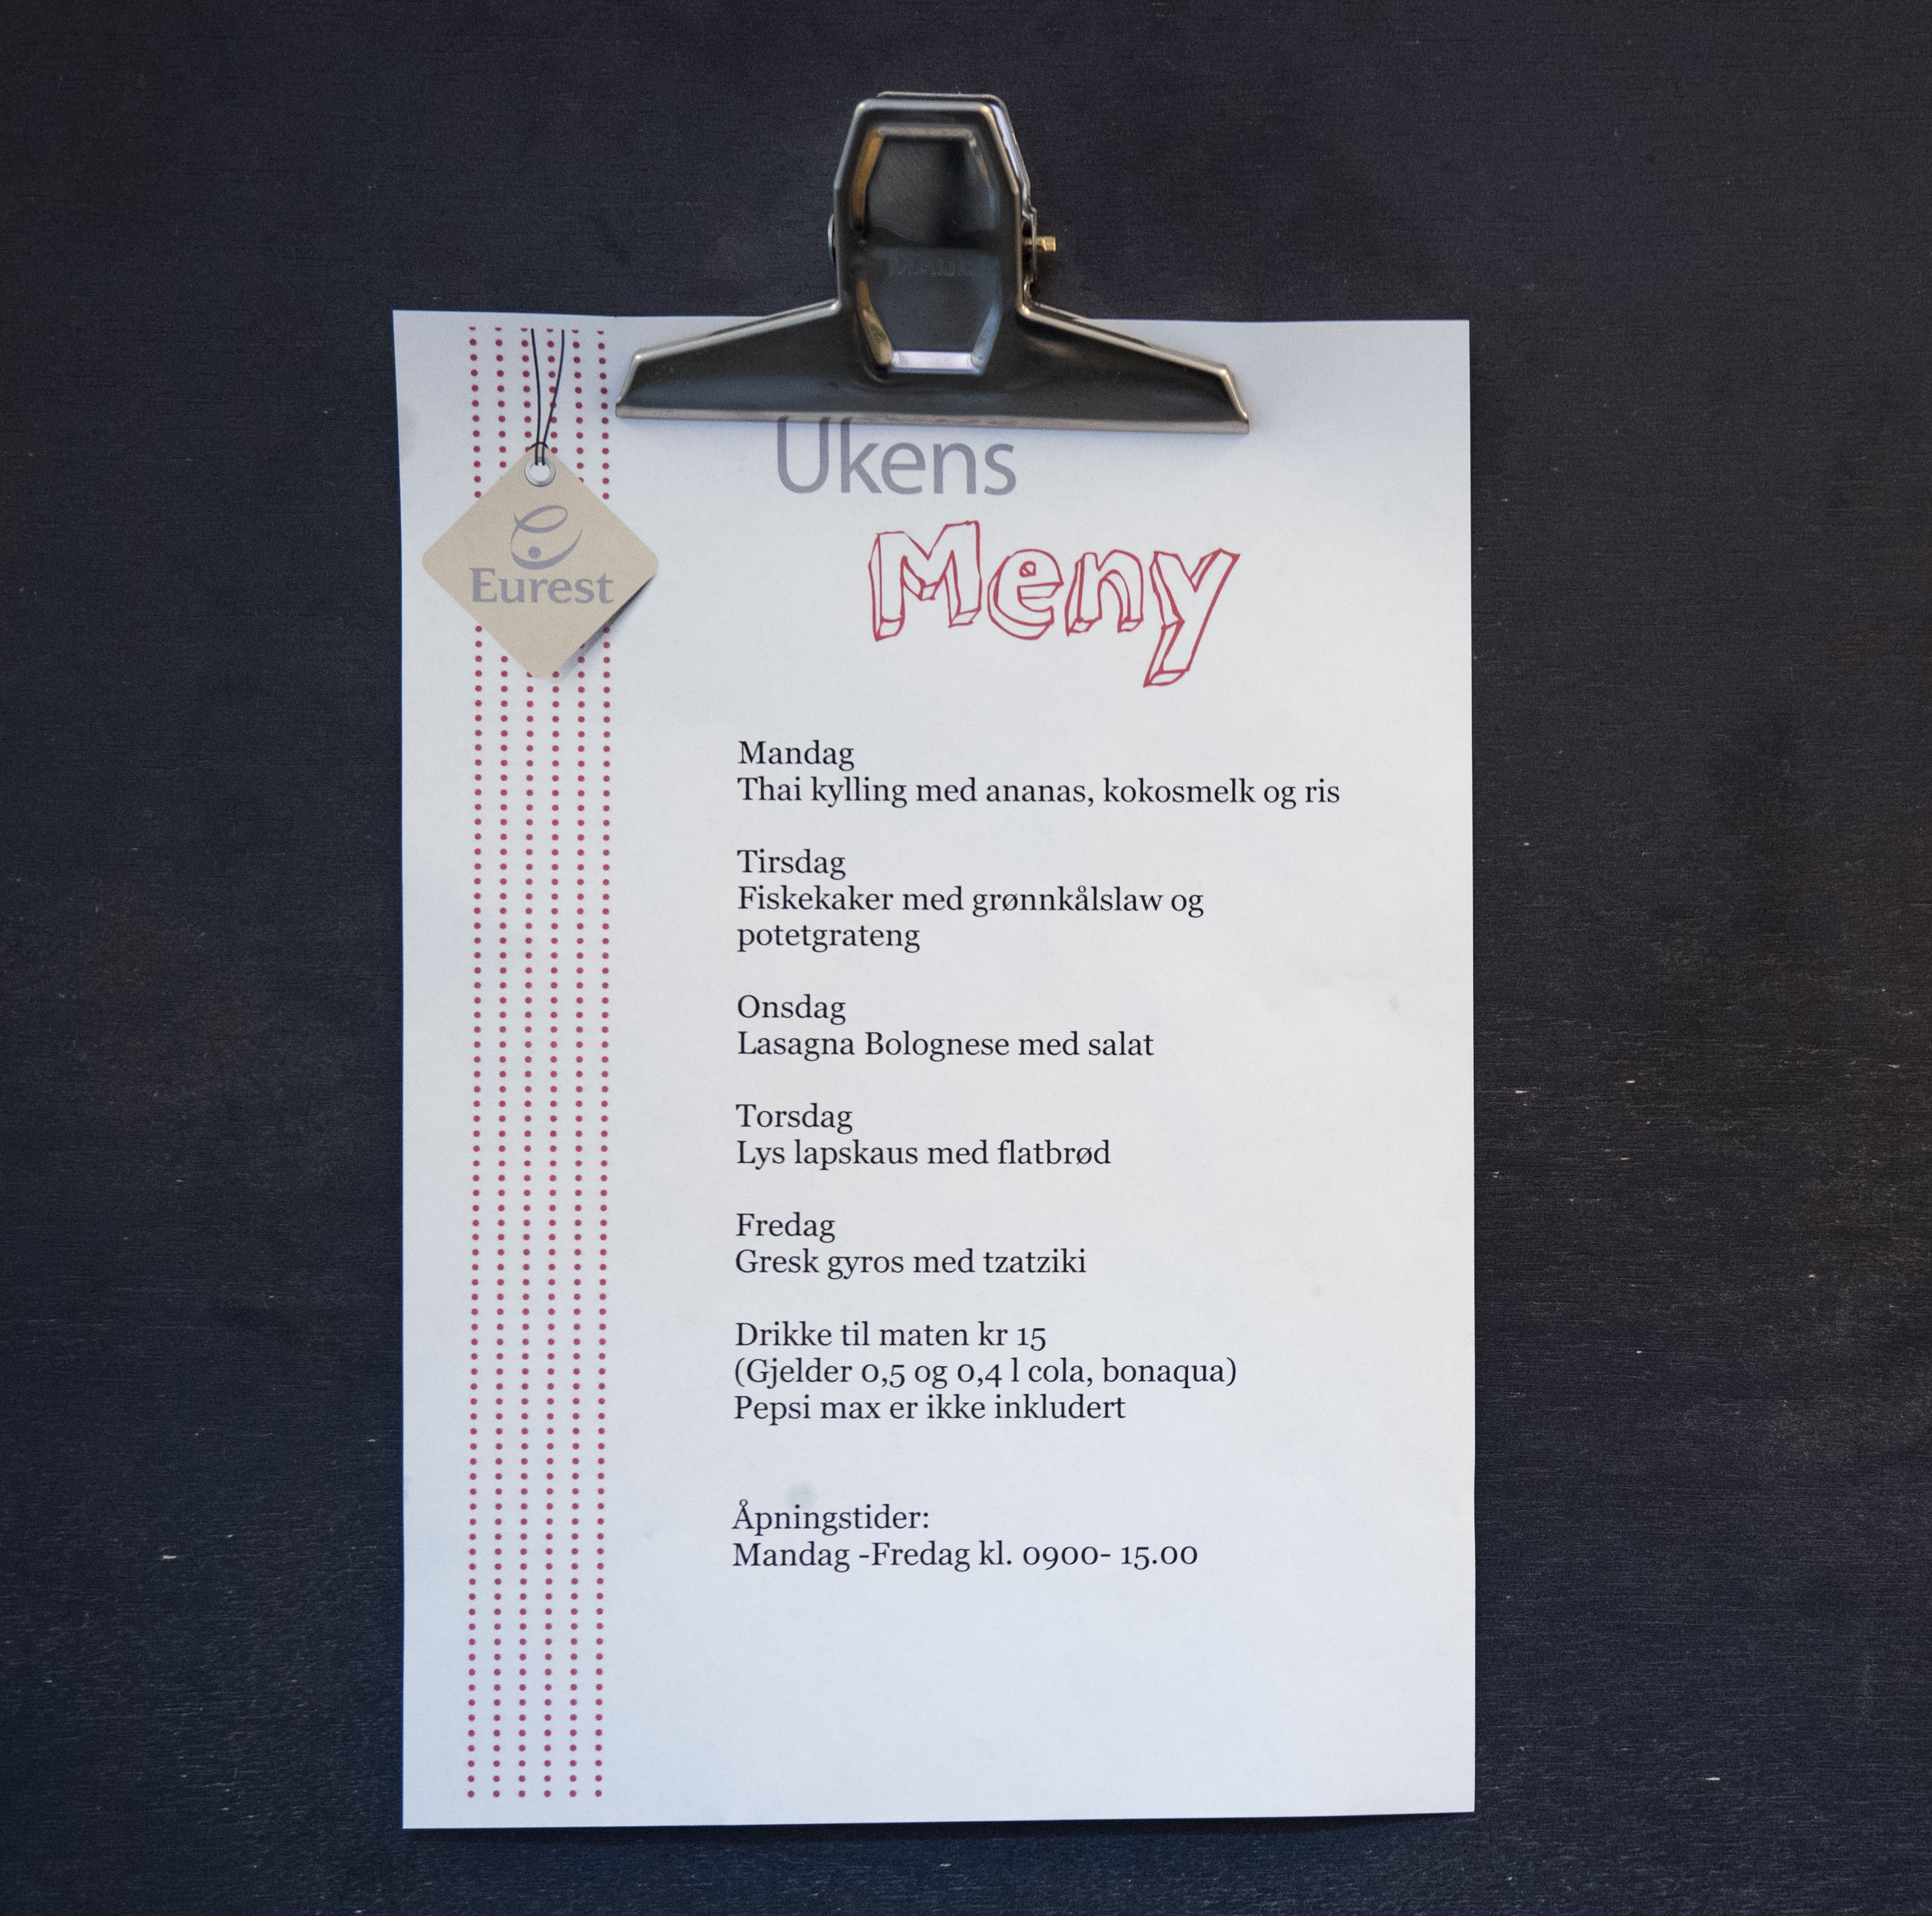 Ukens
Meny
Eurest
Mandag
Thai kylling med ananas, kokosmelk og ris
Tirsdag
Fiskekaker med grønnkålslaw og
potetgrateng
Onsdag
Lasagna Bolognese med salat
Torsdag
Lys lapskaus med flatbrød
Fredag
Gresk gyros med tzatziki
Drikke til maten kr 15
(Gjelder 0,5 og 0,4 l cola, bonaqua)
Pepsi max er ikke inkludert
Åpningstider:
Mandag -Fredag kl. 0900- 15.00